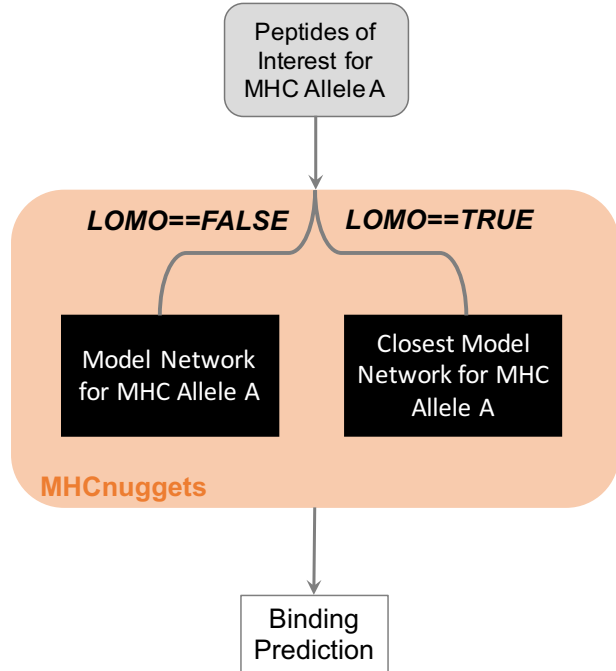 Peptides of
Interest for
MHC Allele A
LOMO==FALSE
LOMO==TRUE
Model Network
for MHC Allele A
Closest Model
Network for MHC
Allele A
MHCnuggets
Binding
Prediction